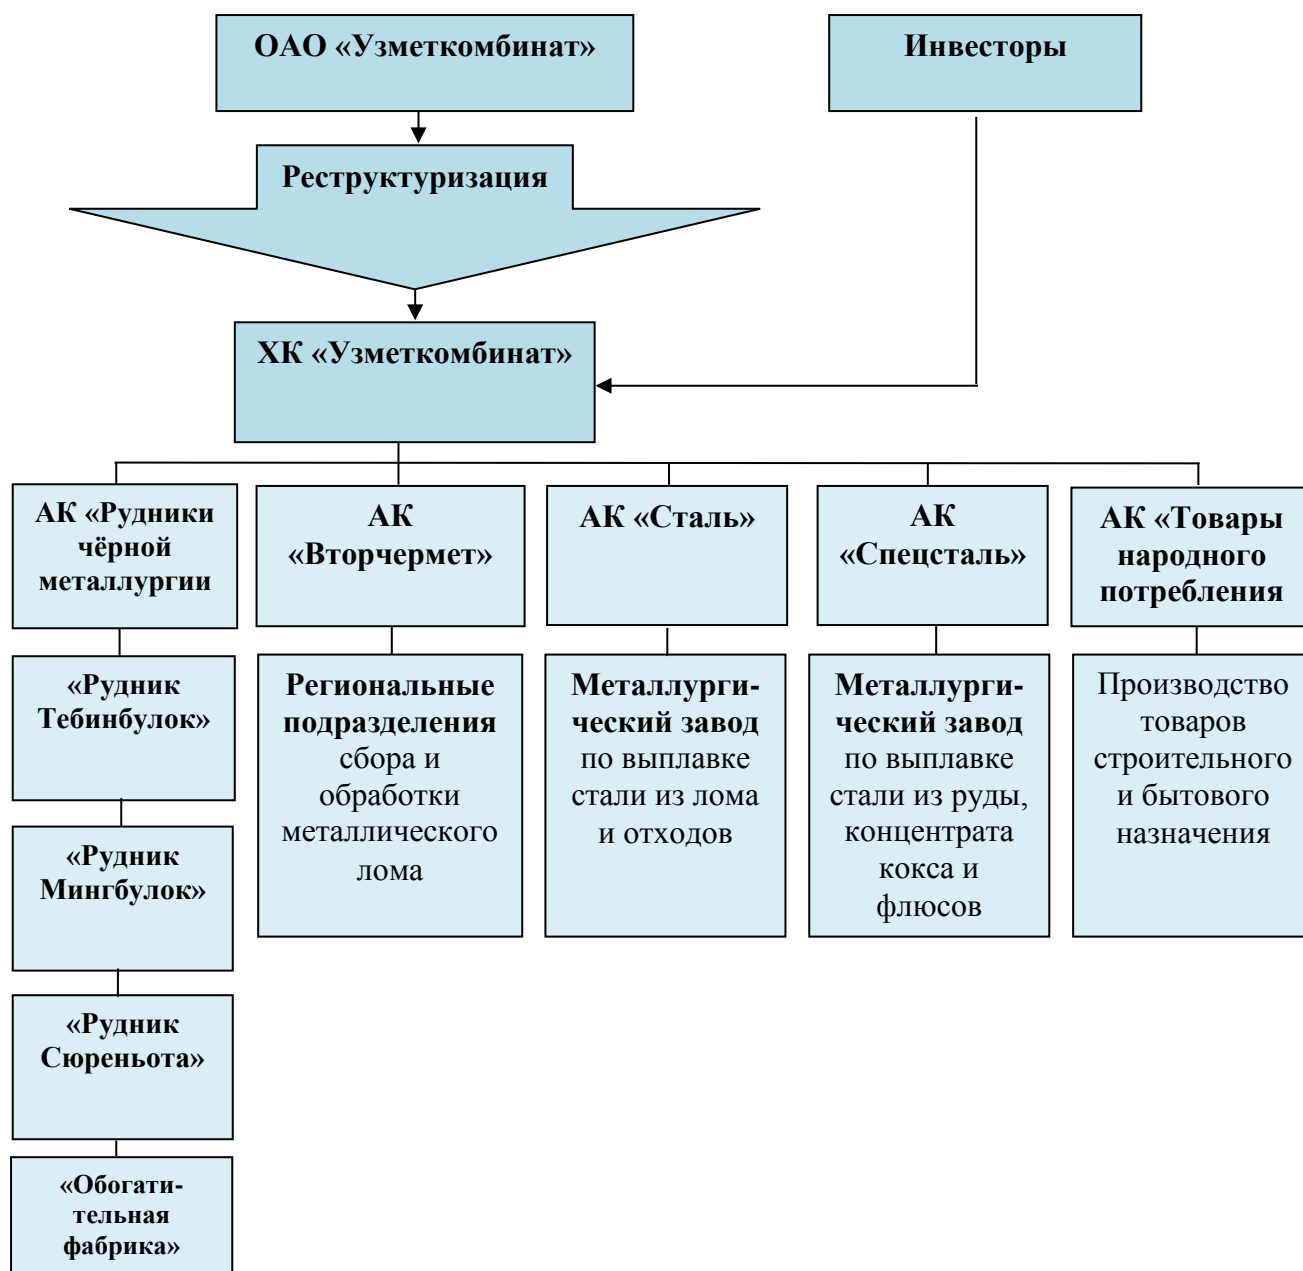 ОАО «Узметкомбинат»
Инвесторы
Реструктуризация
ХК «Узметкомбинат»
АК «Рудники
чёрной
металлургии
АК
«Вторчермет»
АК «Сталь»
АК
«Спецсталь»
АК «Товары
народного
потребления
«Рудник
Тебинбулок»
Региональные
подразделения
сбора и
обработки
металлического
лома
Металлурги-
ческий завод
по выплавке
стали из лома
и отходов
Металлурги-
ческий завод
по выплавке
стали из руды,
концентрата
кокса и
флюсов
Производство
товаров
строительного
и бытового
назначения
«Рудник
Мингбулок»
«Рудник
Сюреньота»
«Обогати-
тельная
фабрика»